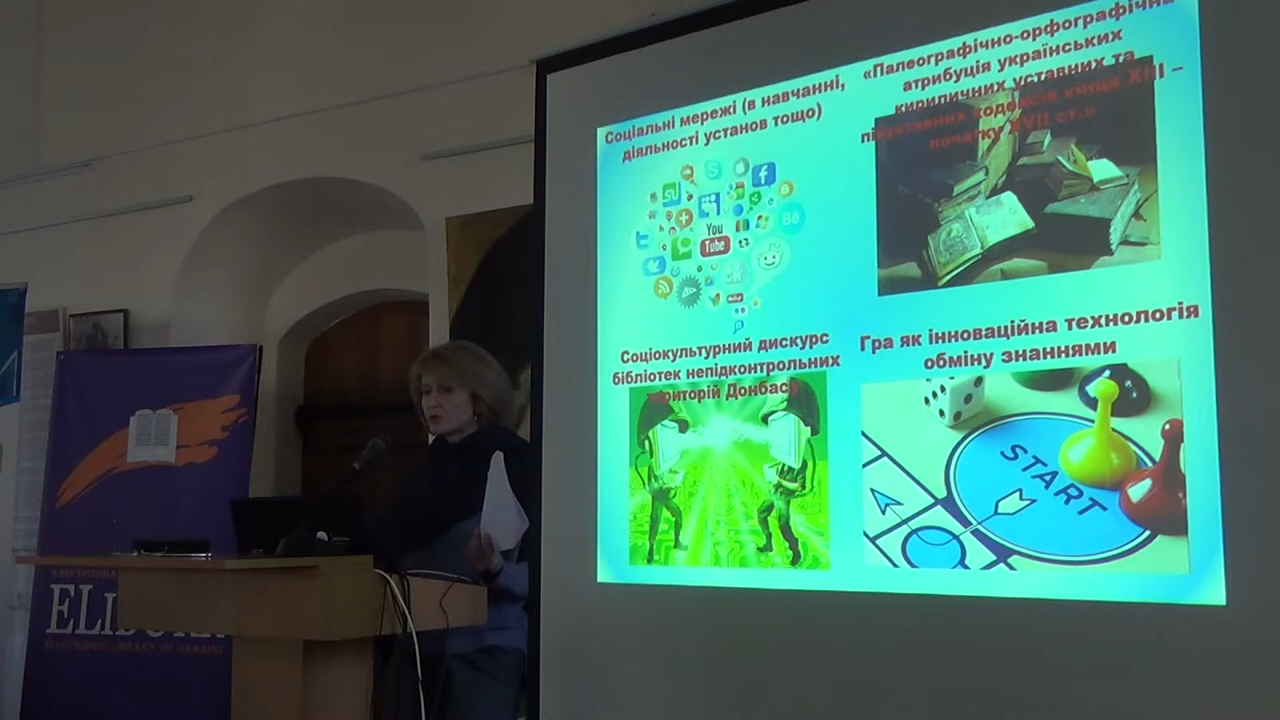 Соціальні мережі (в навчанні,
діяльності установ тощо)
«Палеографічно-орфографічна
атрибуція українських
кириличних уставних та
півуставних кодексів кінця XIII –
початку XVII ст.»
You
Tube
Соціокультурний дискурс
бібліотек непідконтрольних
територій Донбасу
Гра як інноваційна технологія
обміну знаннями
START
ЕЛЕКТРОННА
ELECTRONIC LIBRARY OF UKRAINE